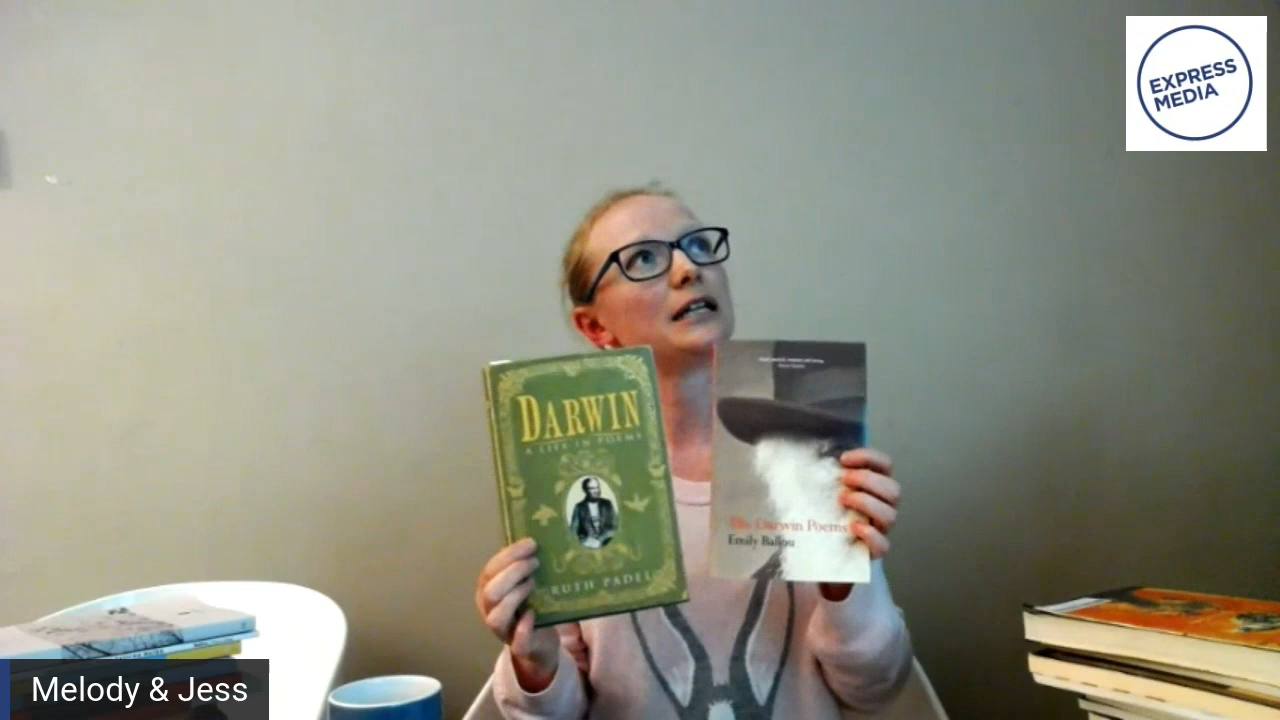 EXPRESS
MEDIA
DARWIN
A LIFE IN POEMS
RUTH PADEL
The Darwin Poems
Emily Ballou
Melody & Jess